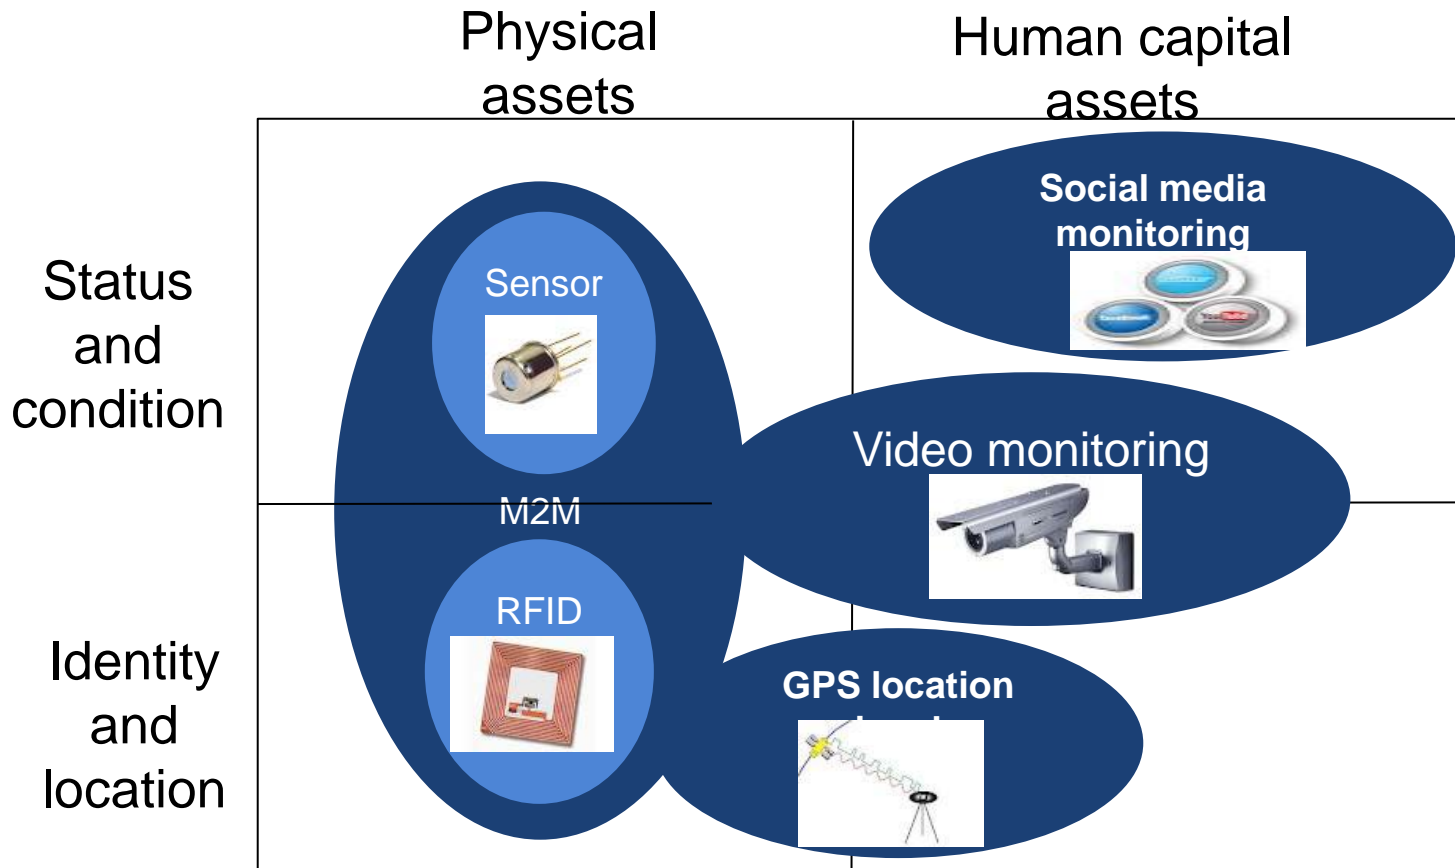 Physical
assets
Human capital
assets
Social media
monitoring
Status
and
condition
Sensor
Video monitoring
M2M
RFID
Identity
and
location
GPS location